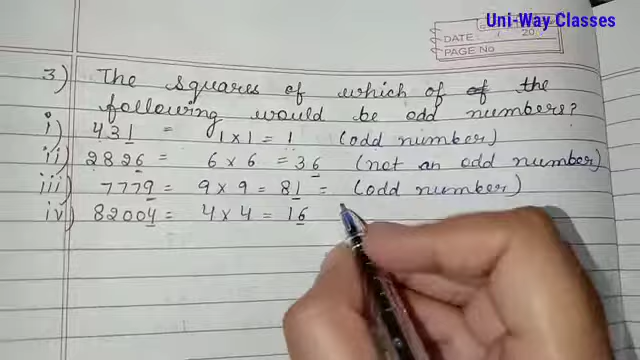 Uni-Way Classes
DATE: / 20
PAGE No
3) The squares of which of of the
following would be odd numbers?
i) 431 = 1 × 1 = 1 (odd number)
ii) 2826 = 6 × 6 = 36 (not an odd number)
iii) 7779 = 9 × 9 = 81 = (odd number)
iv) 82004 = 4 × 4 = 16